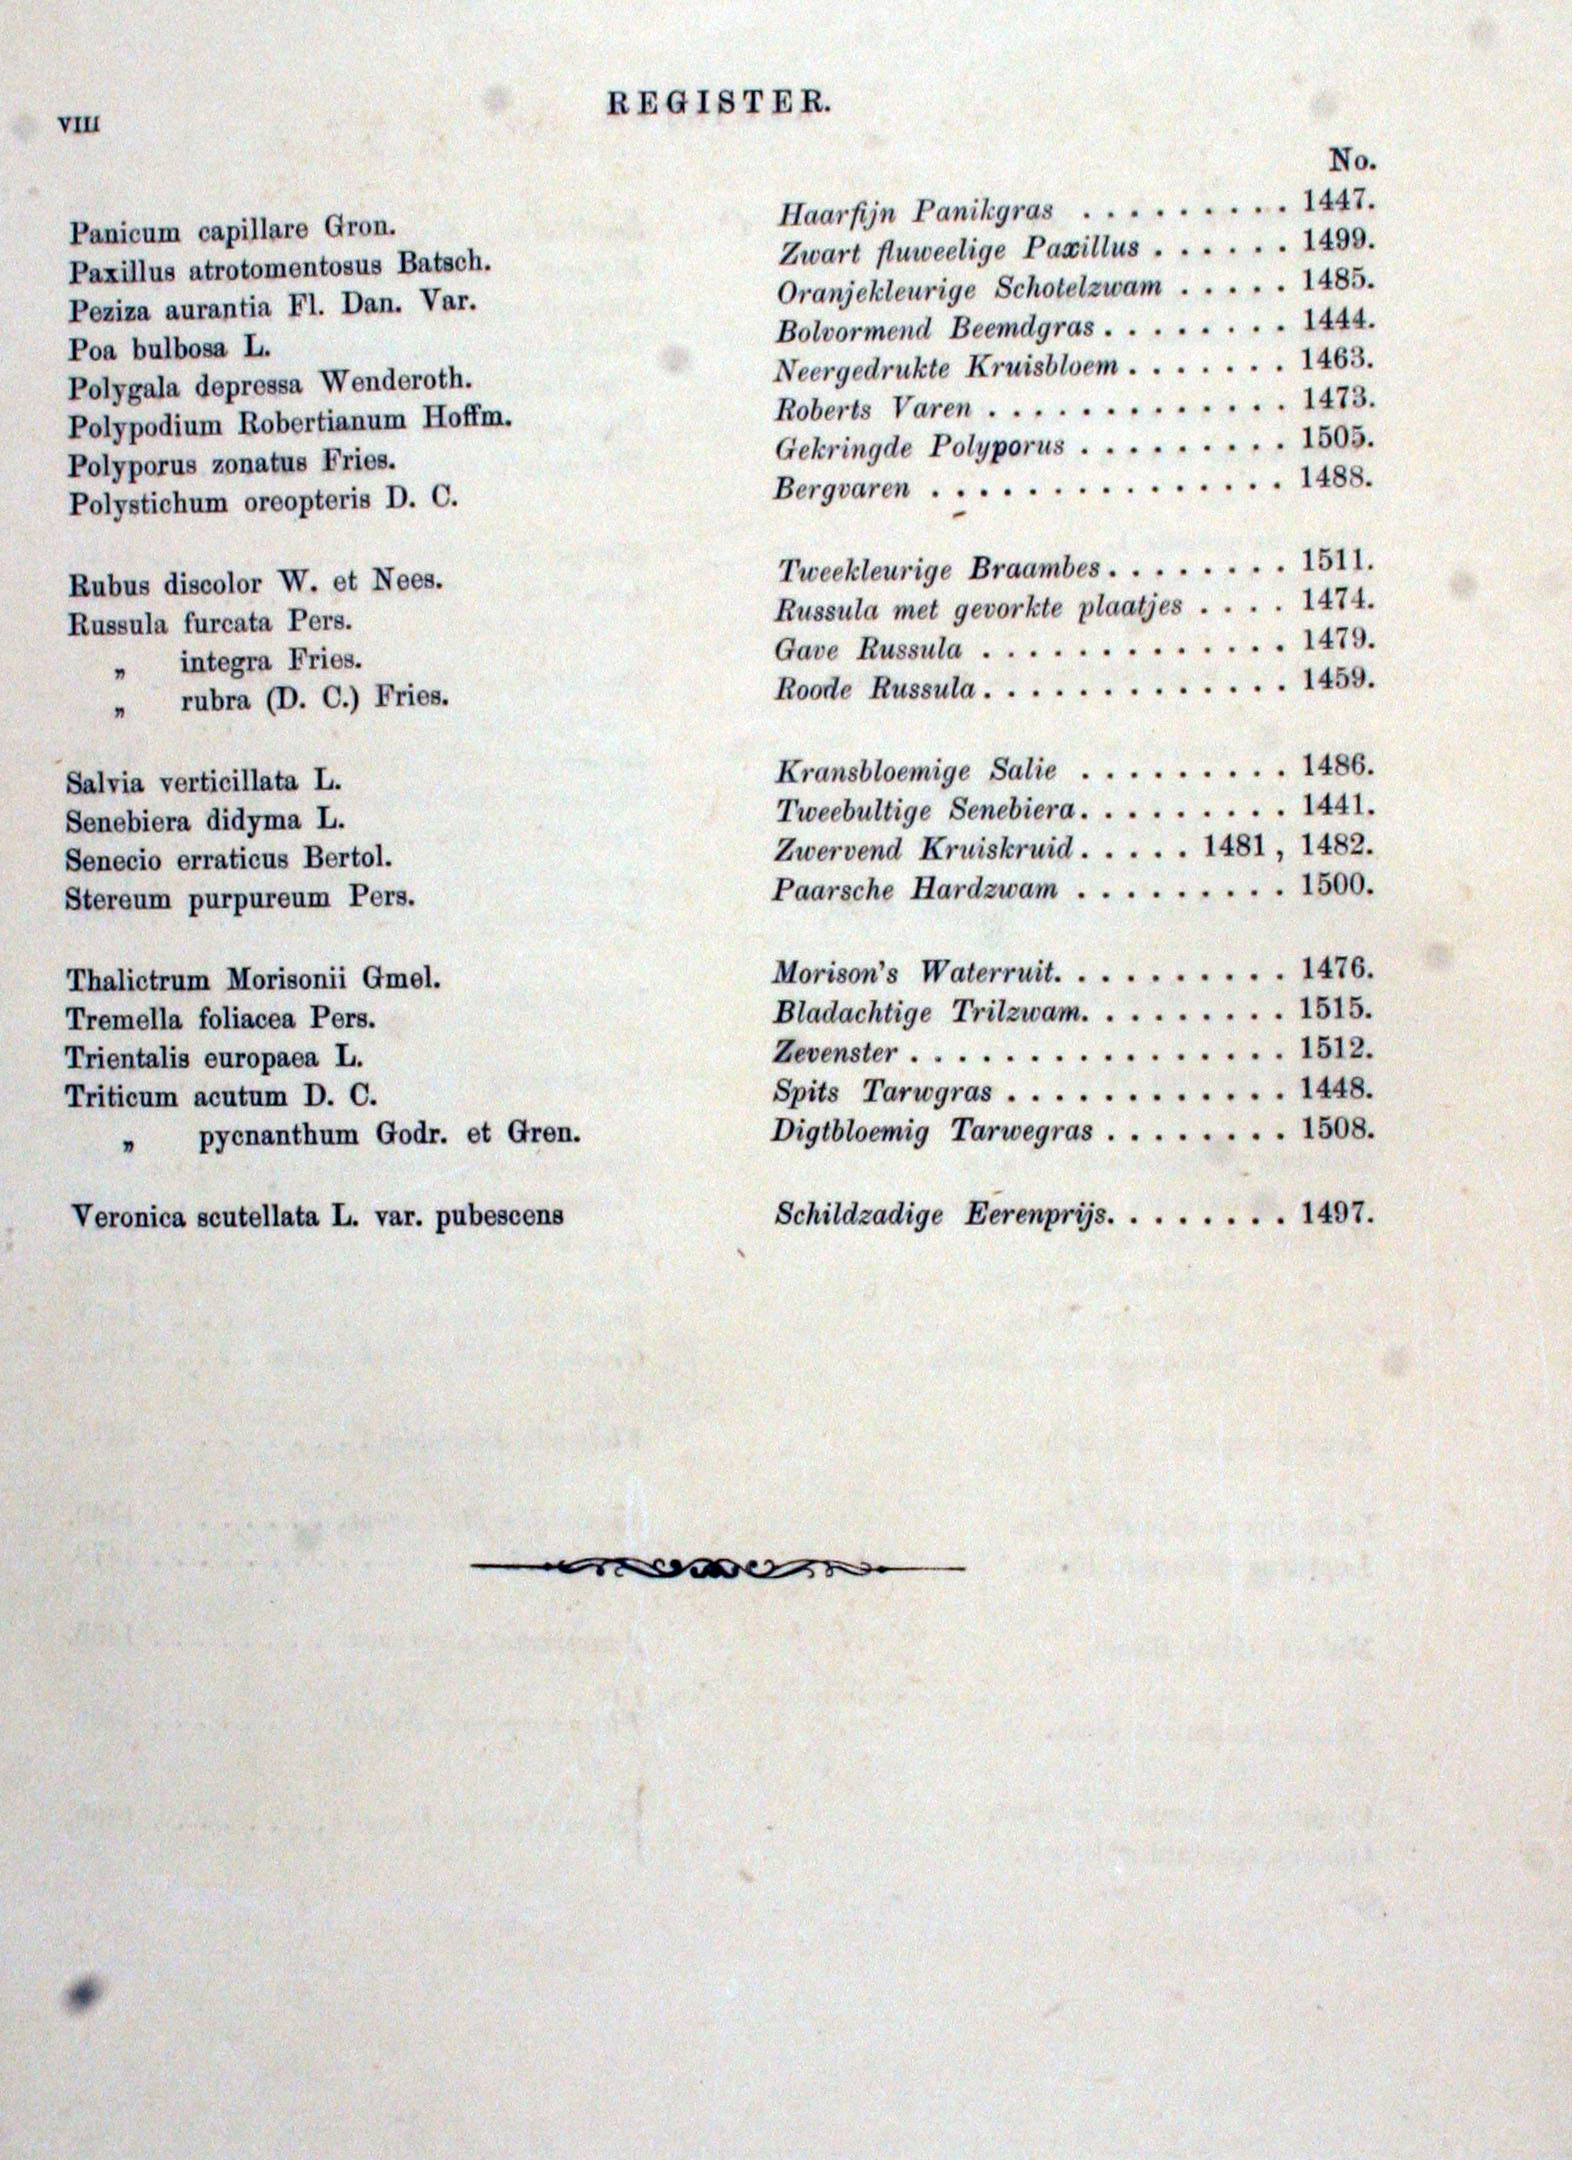 VIII
REGISTER.
No.
Panicum capillare Gron. Haarfijn Panikgras . . . . . . . . . 1447.
Paxillus atrotomentosus Batsch. Zwart fluweelige Paxillus . . . . . . 1499.
Peziza aurantia Fl. Dan. Var. Oranjekleurige Schotelzwam . . . . . 1485.
Poa bulbosa L. Bolvormend Beemdgras . . . . . . . . 1444.
Polygala depressa Wenderoth. Neergedrukte Kruisbloem . . . . . . . 1463.
Polypodium Robertianum Hoffm. Roberts Varen . . . . . . . . . . . . . 1473.
Polyporus zonatus Fries. Gekringde Polyporus . . . . . . . . . 1505.
Polystichum oreopteris D. C. Bergvaren . . . . . . . . . . . . . . . 1488.
Rubus discolor W. et Nees. Tweekleurige Braambes . . . . . . . . 1511.
Russula furcata Pers. Russula met gevorkte plaatjes . . . . 1474.
„ integra Fries. Gave Russula . . . . . . . . . . . . . 1479.
„ rubra (D. C.) Fries. Roode Russula . . . . . . . . . . . . . 1459.
Salvia verticillata L. Kransbloemige Salie . . . . . . . . . 1486.
Senebiera didyma L. Tweebultige Senebiera . . . . . . . . . 1441.
Senecio erraticus Bertol. Zwervend Kruiskruid . . . . . 1481, 1482.
Stereum purpureum Pers. Paarsche Hardzwam . . . . . . . . . 1500.
Thalictrum Morisonii Gmel. Morison's Waterruit . . . . . . . . . . 1476.
Tremella foliacea Pers. Bladachtige Trilzwam . . . . . . . . . 1515.
Trientalis europaea L. Zevenster . . . . . . . . . . . . . . . . 1512.
Triticum acutum D. C. Spits Tarwgras . . . . . . . . . . . . 1448.
„ pycnanthum Godr. et Gren. Digtbloemig Tarwegras . . . . . . . . 1508.
Veronica scutellata L. var. pubescens Schildzadige Eerenprijs . . . . . . . . 1497.